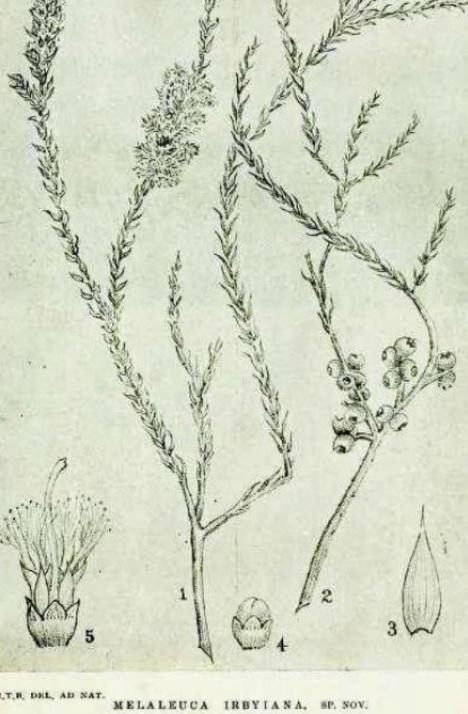 1
2
3
4
5
R.T.B. DEL, AD NAT.
MELALEUCA IRBYIANA, SP. NOV.